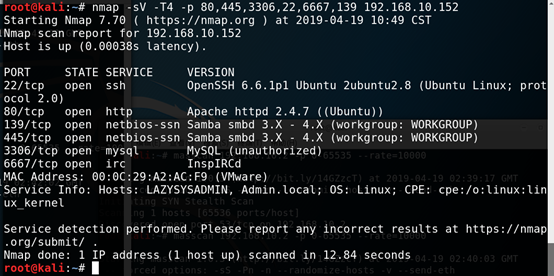 root@kali:~# nmap -sV -T4 -p 80,445,3306,22,6667,139 192.168.10.152
Starting Nmap 7.70 ( https://nmap.org ) at 2019-04-19 10:49 CST
Nmap scan report for 192.168.10.152
Host is up (0.00038s latency).
PORT     STATE SERVICE     VERSION
22/tcp   open  ssh         OpenSSH 6.6.1p1 Ubuntu 2ubuntu2.8 (Ubuntu Linux; prot
ocol 2.0)
80/tcp   open  http        Apache httpd 2.4.7 ((Ubuntu))
139/tcp  open  netbios-ssn Samba smbd 3.X - 4.X (workgroup: WORKGROUP)
445/tcp  open  netbios-ssn Samba smbd 3.X - 4.X (workgroup: WORKGROUP)
3306/tcp open  mysql       MySQL (unauthorized)
6667/tcp open  irc         InspIRCd
MAC Address: 00:0C:29:A2:AC:F9 (VMware)
Service Info: Hosts: LAZYSYSADMIN, Admin.local; OS: Linux; CPE: cpe:/o:linux:lin
ux_kernel
Service detection performed. Please report any incorrect results at https://nmap
.org/submit/ .
Nmap done: 1 IP address (1 host up) scanned in 12.84 seconds
root@kali:~#